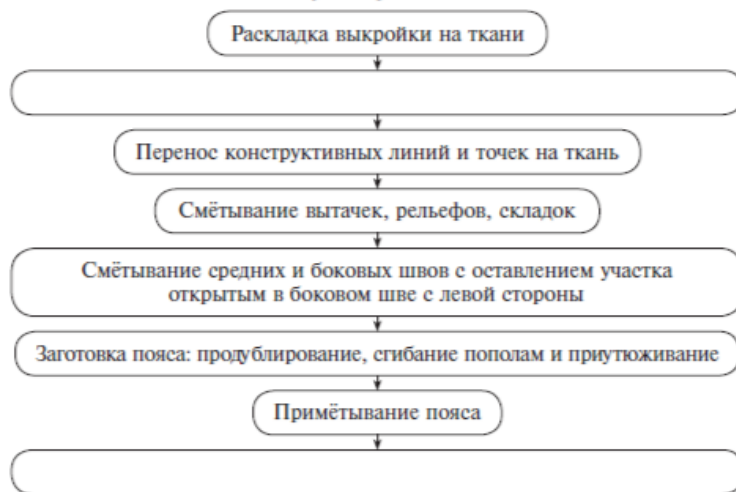 Раскладка выкройки на ткани
Перенос конструктивных линий и точек на ткань
Смётывание вытачек, рельефов, складок
Смётывание средних и боковых швов с оставлением участка
открытым в боковом шве с левой стороны
Заготовка пояса: продублирование, сгибание пополам и приутюживание
Примётывание пояса